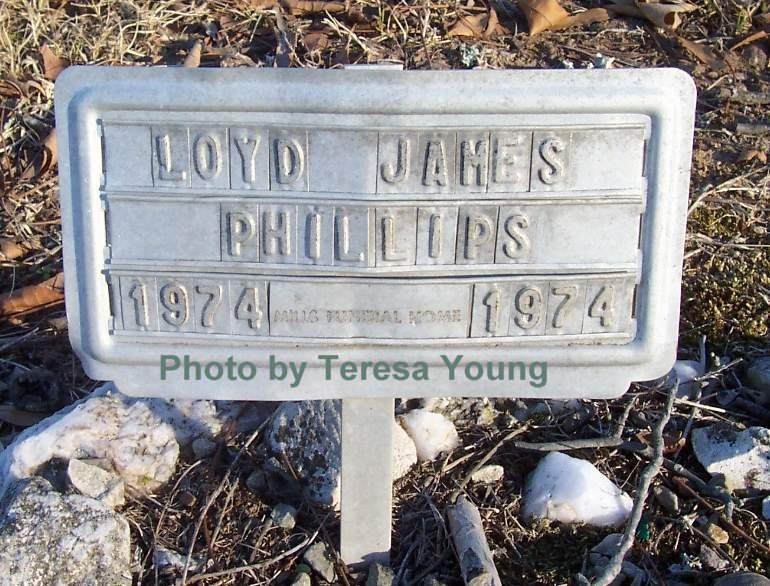 LOYD JAMES
PHILLIPS
1974 MILLS FUNERAL HOME 1974
Photo by Teresa Young